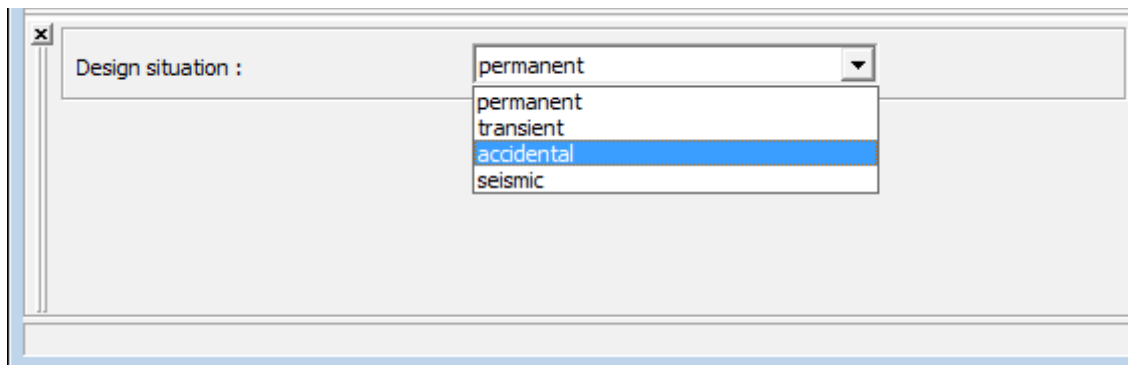 Design situation :
permanent
permanent
transient
accidental
seismic